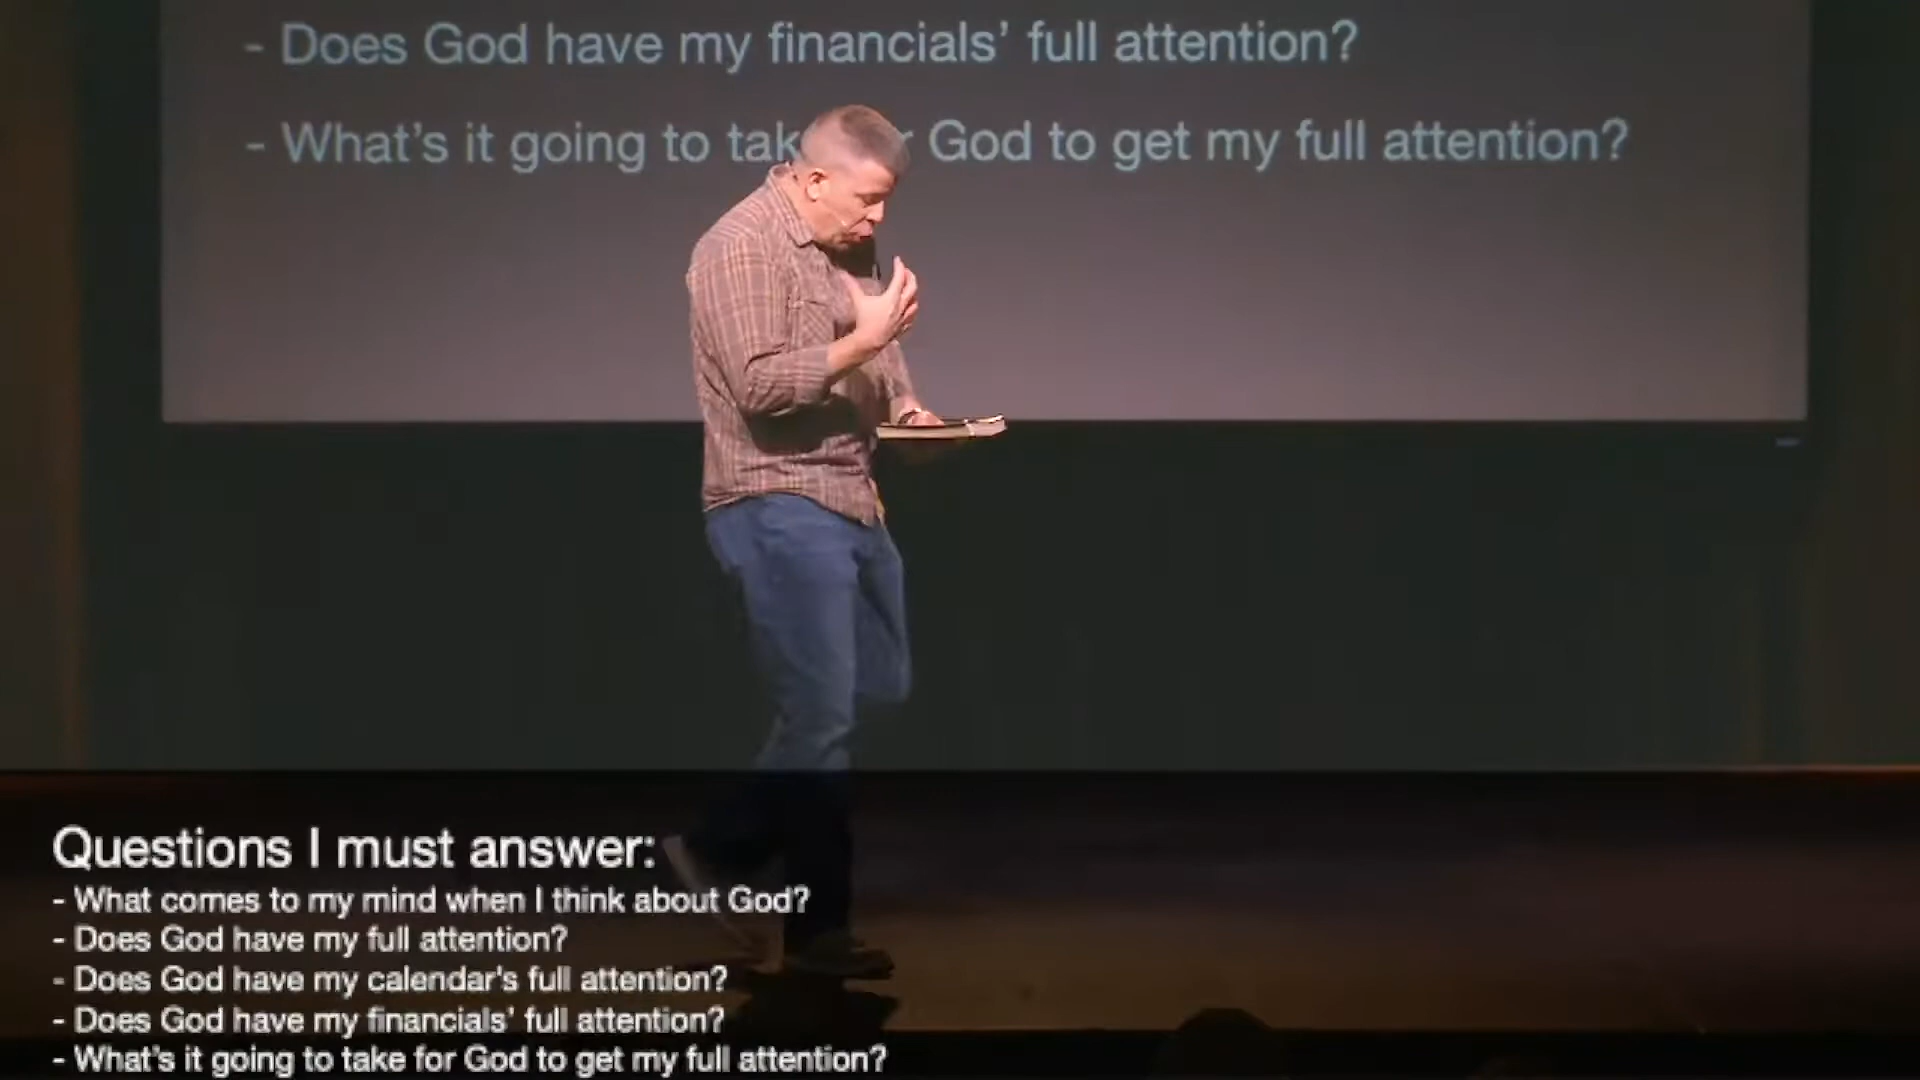 - Does God have my financials' full attention?
- What's it going to tak r God to get my full attention?
Questions I must answer:
- What comes to my mind when I think about God?
- Does God have my full attention?
- Does God have my calendar's full attention?
- Does God have my financials' full attention?
- What's it going to take for God to get my full attention?